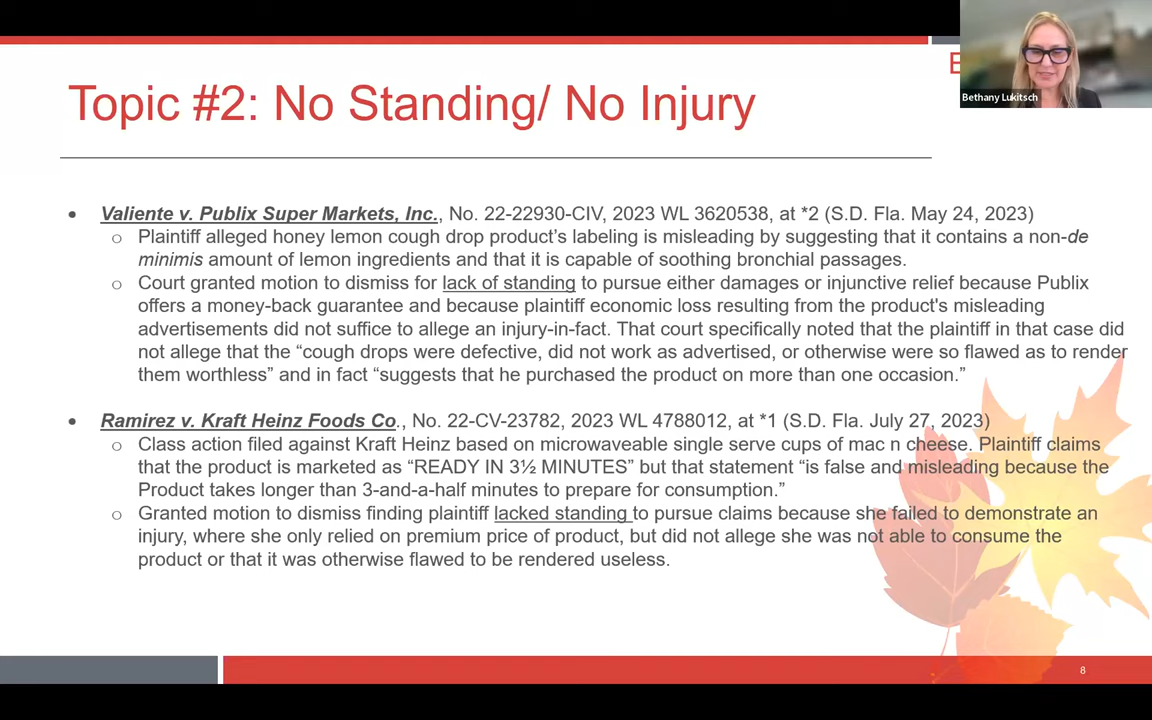 E
Bethany Lukitsch
Topic #2: No Standing/ No Injury
• Valiente v. Publix Super Markets, Inc., No. 22-22930-CIV, 2023 WL 3620538, at *2 (S.D. Fla. May 24, 2023)
○ Plaintiff alleged honey lemon cough drop product's labeling is misleading by suggesting that it contains a non-de
minimis amount of lemon ingredients and that it is capable of soothing bronchial passages.
○ Court granted motion to dismiss for lack of standing to pursue either damages or injunctive relief because Publix
offers a money-back guarantee and because plaintiff economic loss resulting from the product's misleading
advertisements did not suffice to allege an injury-in-fact. That court specifically noted that the plaintiff in that case did
not allege that the “cough drops were defective, did not work as advertised, or otherwise were so flawed as to render
them worthless” and in fact “suggests that he purchased the product on more than one occasion.”
• Ramirez v. Kraft Heinz Foods Co., No. 22-CV-23782, 2023 WL 4788012, at *1 (S.D. Fla. July 27, 2023)
○ Class action filed against Kraft Heinz based on microwaveable single serve cups of mac n cheese. Plaintiff claims
that the product is marketed as “READY IN 3½ MINUTES” but that statement “is false and misleading because the
Product takes longer than 3-and-a-half minutes to prepare for consumption.”
○ Granted motion to dismiss finding plaintiff lacked standing to pursue claims because she failed to demonstrate an
injury, where she only relied on premium price of product, but did not allege she was not able to consume the
product or that it was otherwise flawed to be rendered useless.
8